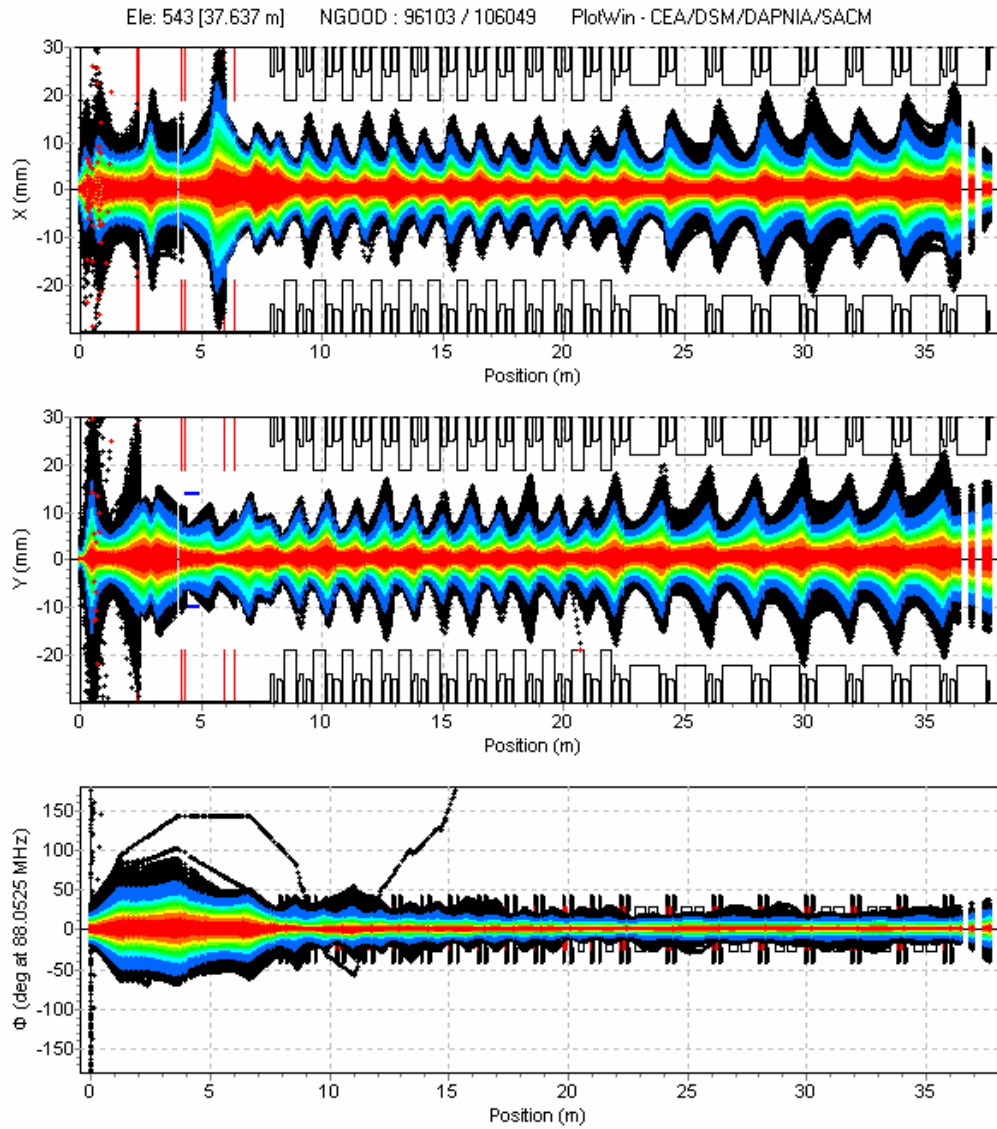 Ele: 543 [37.637 m] NGOOD : 96103 / 106049 PlotWin - CEA/DSM/DAPNIA/SACM
30
20
10
0
-10
-20
X (mm)
0 5 10 15 20 25 30 35
Position (m)
30
20
10
0
-10
-20
Y (mm)
0 5 10 15 20 25 30 35
Position (m)
150
100
50
0
-50
-100
-150
Φ (deg at 88.0525 MHz)
0 5 10 15 20 25 30 35
Position (m)